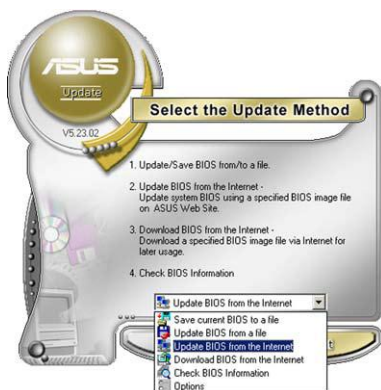 ASUS
Update
V5.23.02
Select the Update Method
1. Update/Save BIOS from/to a file.
2. Update BIOS from the Internet -
Update system BIOS using a specified BIOS image file
on ASUS Web Site.
3. Download BIOS from the Internet -
Download a specified BIOS image file via Internet for
later usage.
4. Check BIOS Information
Update BIOS from the Internet
Save current BIOS to a file
Update BIOS from a file
Update BIOS from the Internet
Download BIOS from the Internet
Check BIOS Information
Options